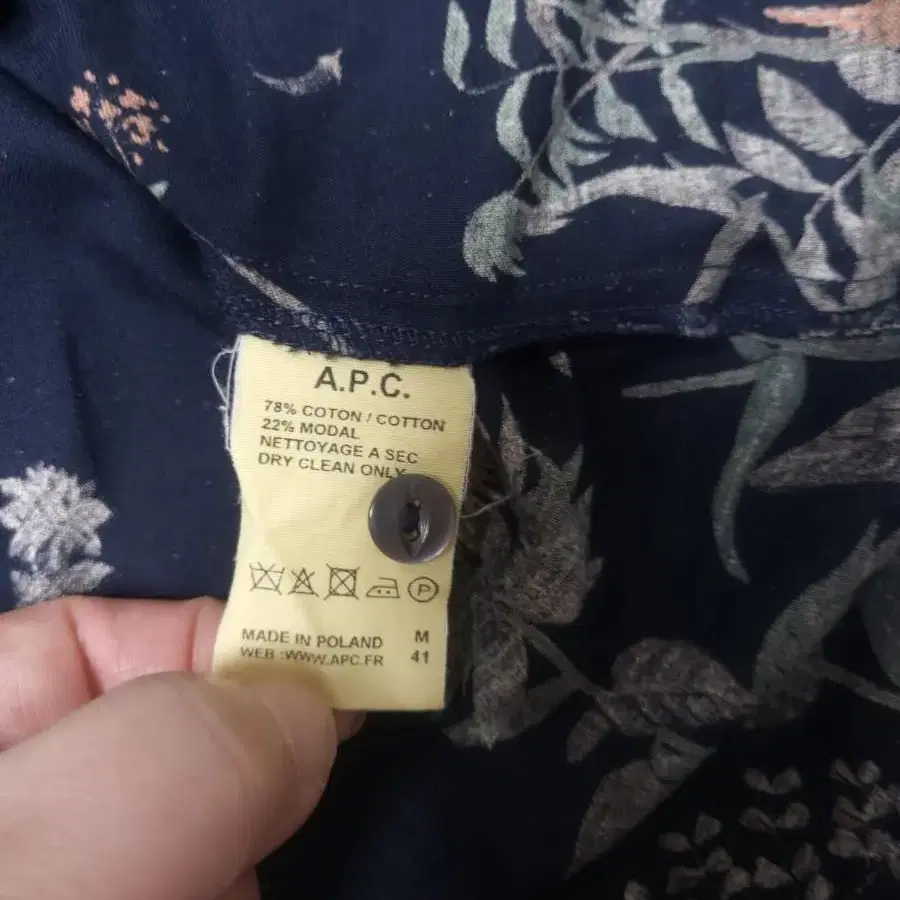 A.P.C.
78% COTON / COTTON
22% MODAL
NETTOYAGE A SEC
DRY CLEAN ONLY
P
MADE IN POLAND M
WEB :WWW.APC.FR 41